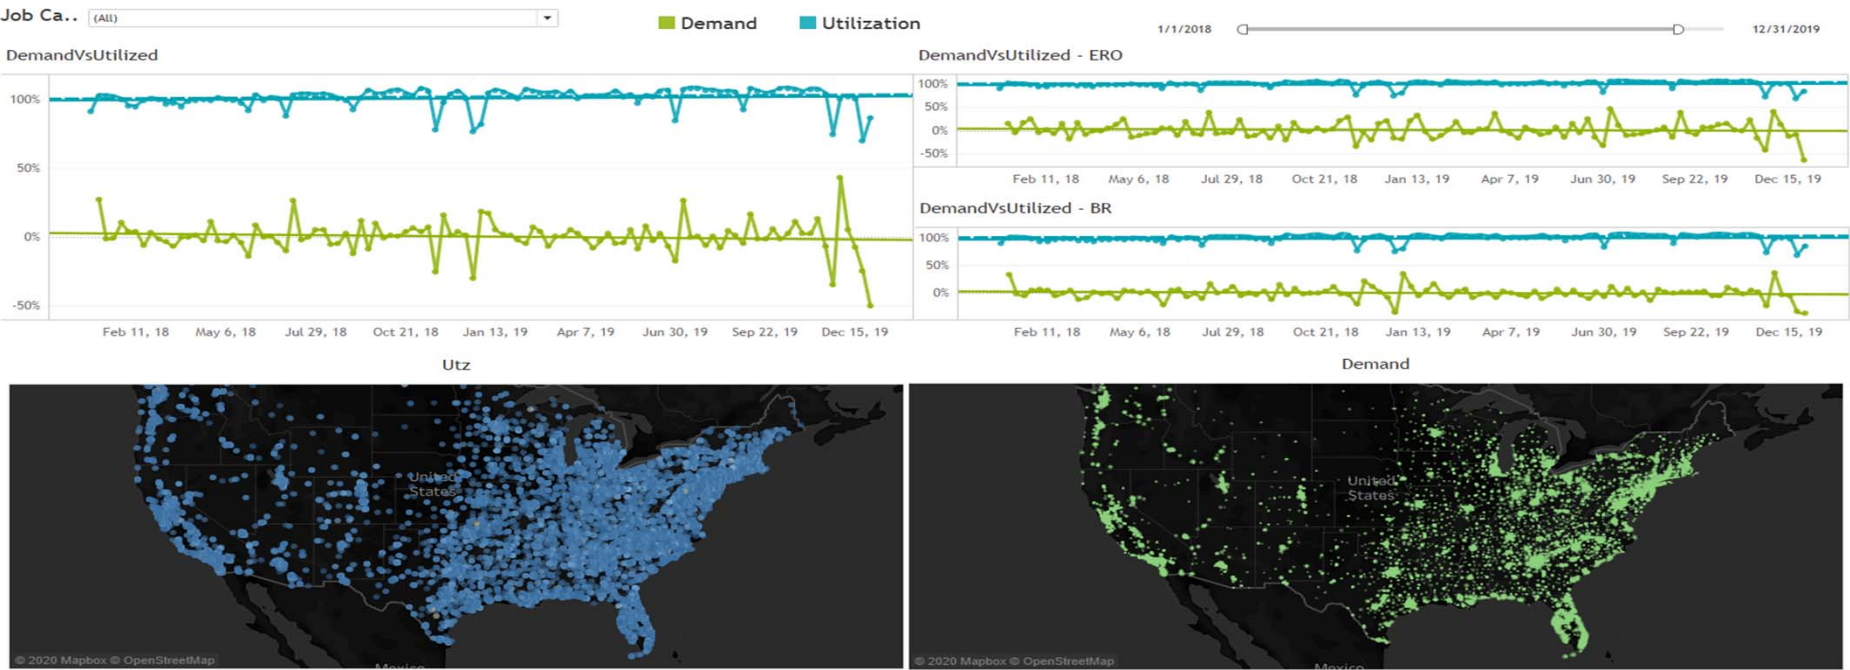 Job Ca.. (All) Demand Utilization 1/1/2018 12/31/2019
DemandVsUtilized
100%
50%
0%
-50%
Feb 11, 18 May 6, 18 Jul 29, 18 Oct 21, 18 Jan 13, 19 Apr 7, 19 Jun 30, 19 Sep 22, 19 Dec 15, 19
DemandVsUtilized - ERO
100%
50%
0%
-50%
Feb 11, 18 May 6, 18 Jul 29, 18 Oct 21, 18 Jan 13, 19 Apr 7, 19 Jun 30, 19 Sep 22, 19 Dec 15, 19
DemandVsUtilized - BR
100%
50%
0%
Feb 11, 18 May 6, 18 Jul 29, 18 Oct 21, 18 Jan 13, 19 Apr 7, 19 Jun 30, 19 Sep 22, 19 Dec 15, 19
Utz
United
States
Mexico
© 2020 Mapbox © OpenStreetMap
Demand
United
States
Mexico
© 2020 Mapbox © OpenStreetMap